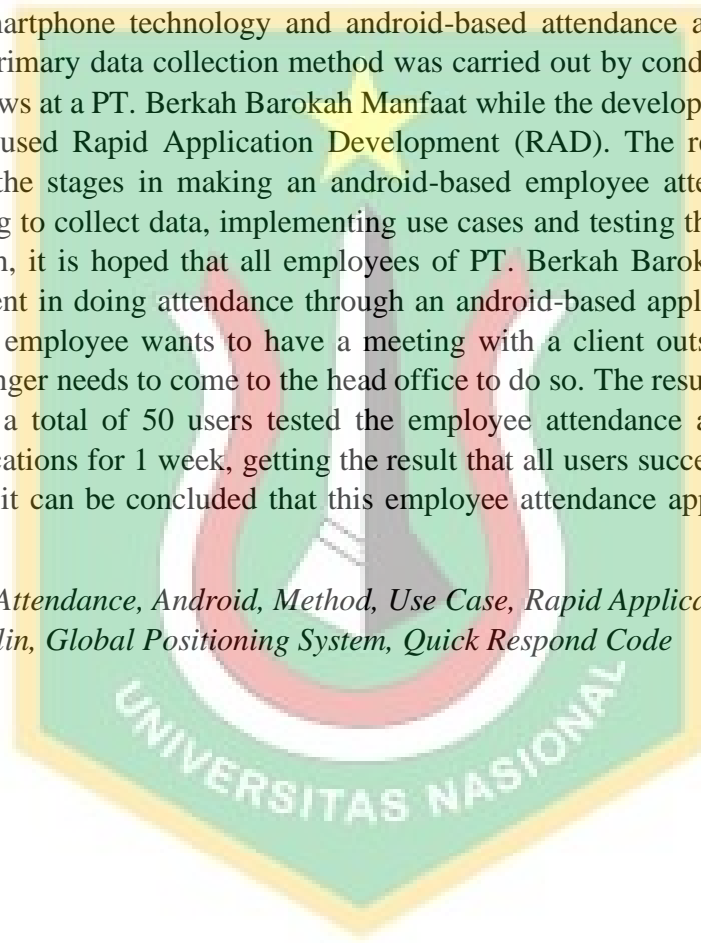 martphone technology and android-based attendance a
rimary data collection method was carried out by cond
ws at a PT. Berkah Barokah Manfaat while the develop
used Rapid Application Development (RAD). The re
the stages in making an android-based employee atte
g to collect data, implementing use cases and testing th
n, it is hoped that all employees of PT. Berkah Barok
ent in doing attendance through an android-based appl
employee wants to have a meeting with a client outs
nger needs to come to the head office to do so. The resu
a total of 50 users tested the employee attendance a
cations for 1 week, getting the result that all users succe
it can be concluded that this employee attendance app
Attendance, Android, Method, Use Case, Rapid Applica
lin, Global Positioning System, Quick Respond Code
UNIVERSITAS NASIONAL